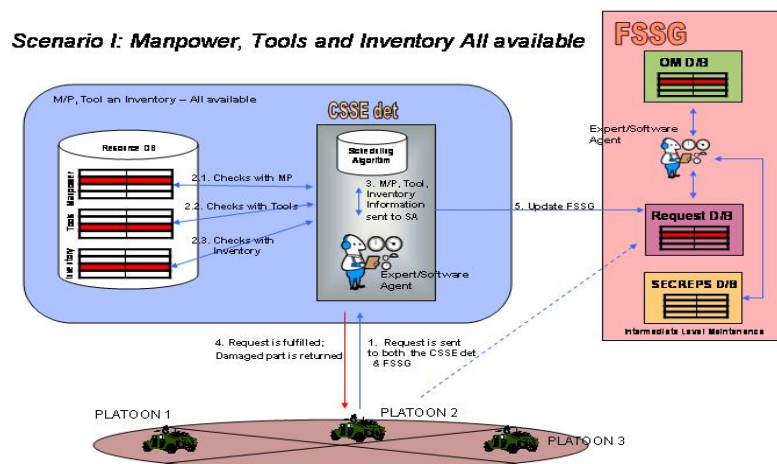 Scenario I: Manpower, Tools and Inventory All available
FSSG
OM D/B
Expert/Software
Agent
Request D/B
SECREPS D/B
Intermediate Level Maintenance
M/P, Tool an Inventory – All available
CSSE det
Resource DB
Manpower
Tools
Inventory
Scheduling
Algorithm
2.1. Checks with MP
2.2. Checks with Tools
2.3. Checks with
Inventory
3. M/P, Tool,
Inventory
Information
sent to SA
Expert/Software
Agent
5. Update FSSG
4. Request is fulfilled;
Damaged part is returned
1. Request is sent
to both the CSSE det
& FSSG
PLATOON 1
PLATOON 2
PLATOON 3